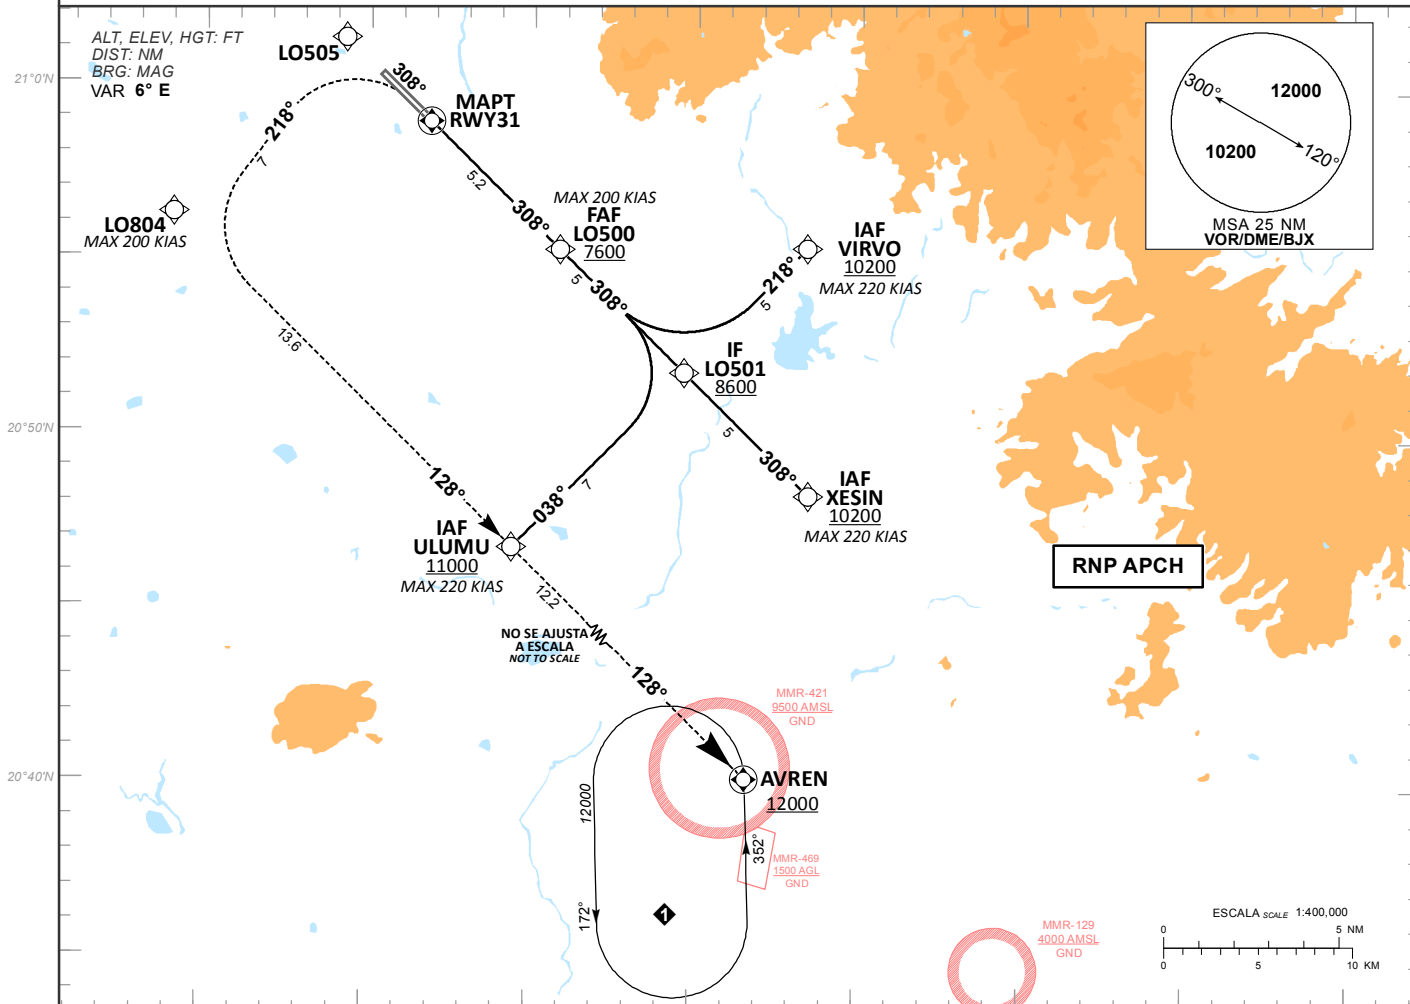 ALT, ELEV, HGT: FT
DIST: NM
BRG: MAG
VAR 6° E
LO505
21°0'N
308°
MAPT
RWY31
218°
7
5.2
300°
12000
10200
120°
MSA 25 NM
VOR/DME/BJX
LO804
MAX 200 KIAS
MAX 200 KIAS
FAF
LO500
7600
308°
5
308°
IAF
VIRVO
10200
MAX 220 KIAS
218°
5
13.6
IF
LO501
8600
5
308°
20°50'N
IAF
XESIN
10200
MAX 220 KIAS
128°
038°
7
IAF
ULUMU
11000
MAX 220 KIAS
RNP APCH
12.2
NO SE AJUSTA
A ESCALA
NOT TO SCALE
128°
MMR-421
9500 AMSL
GND
20°40'N
AVREN
12000
12000
352°
MMR-469
1500 AGL
GND
172°
1
MMR-129
4000 AMSL
GND
ESCALA SCALE 1:400,000
0 5 NM
0 5 10 KM